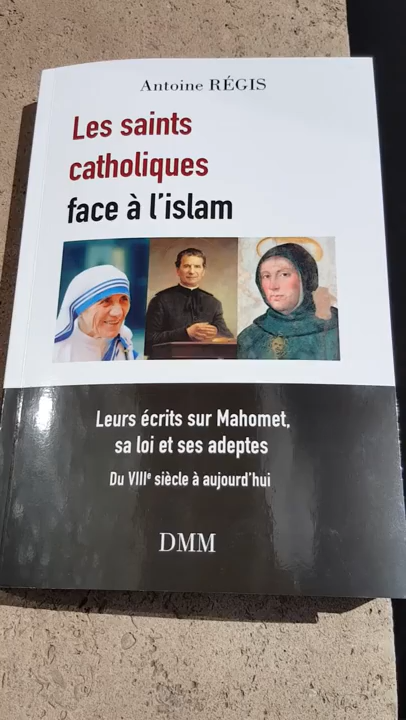 Antoine RÉGIS
Les saints
catholiques
face à l'islam
Leurs écrits sur Mahomet,
sa loi et ses adeptes
Du VIIIe siècle à aujourd'hui
DMM